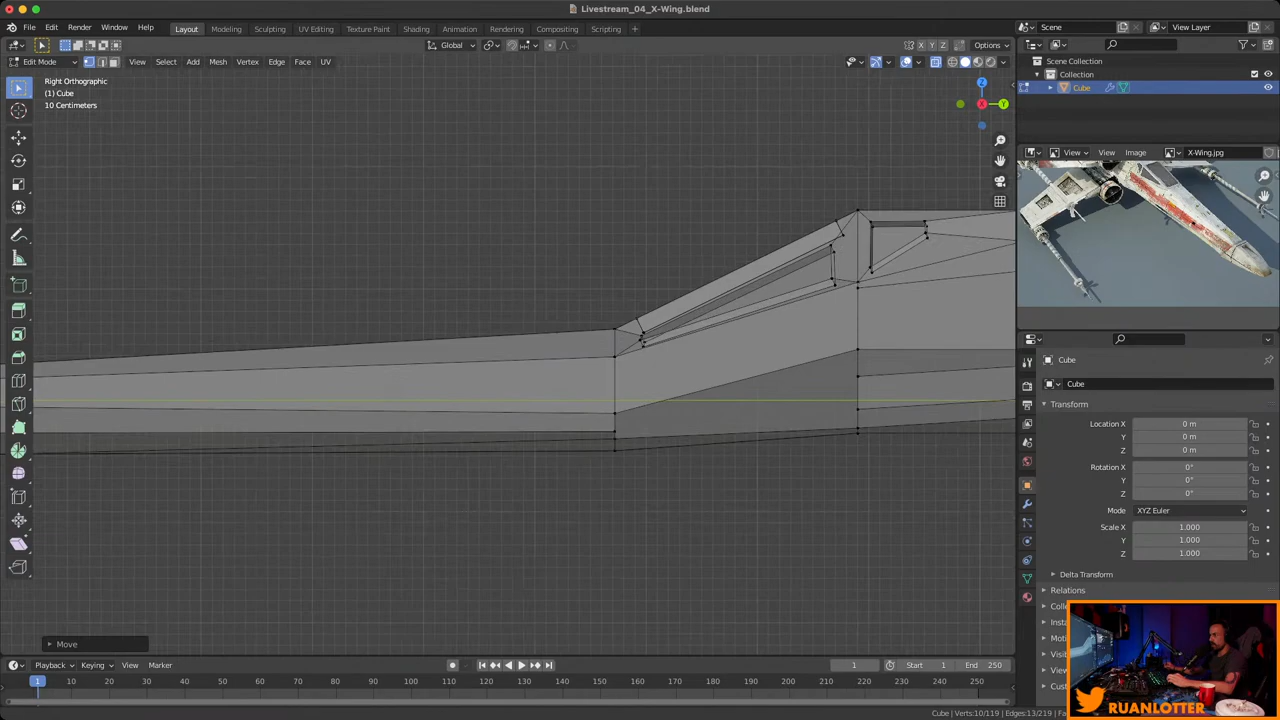 Livestream_04_X-Wing.blend
File Edit Render Window Help Layout Modeling Sculpting UV Editing Texture Paint Shading Animation Rendering Compositing Scripting + Scene View Layer
Global X Y Z Options
Scene Collection
Edit Mode View Select Add Mesh Vertex Edge Face UV
Collection
Right Orthographic
(1) Cube
10 Centimeters
Cube
Z
X
Y
View View Image X-Wing.jpg
Cube
Cube
Transform
Location X 0 m
Y 0 m
Z 0 m
Rotation X 0°
Y 0°
Z 0°
Mode XYZ Euler
Scale X 1.000
Y 1.000
Z 1.000
Delta Transform
Relations
Move
Playback Keying View Marker 1 Start 1 End 250
1 10 20 30 40 50 60 70 80 90 100 110 120 130 140 150 160 170 180 190 200 210 220 230 240 250
RUANLOTTER
Cube | Verts:10/119 | Edges:13/219 |